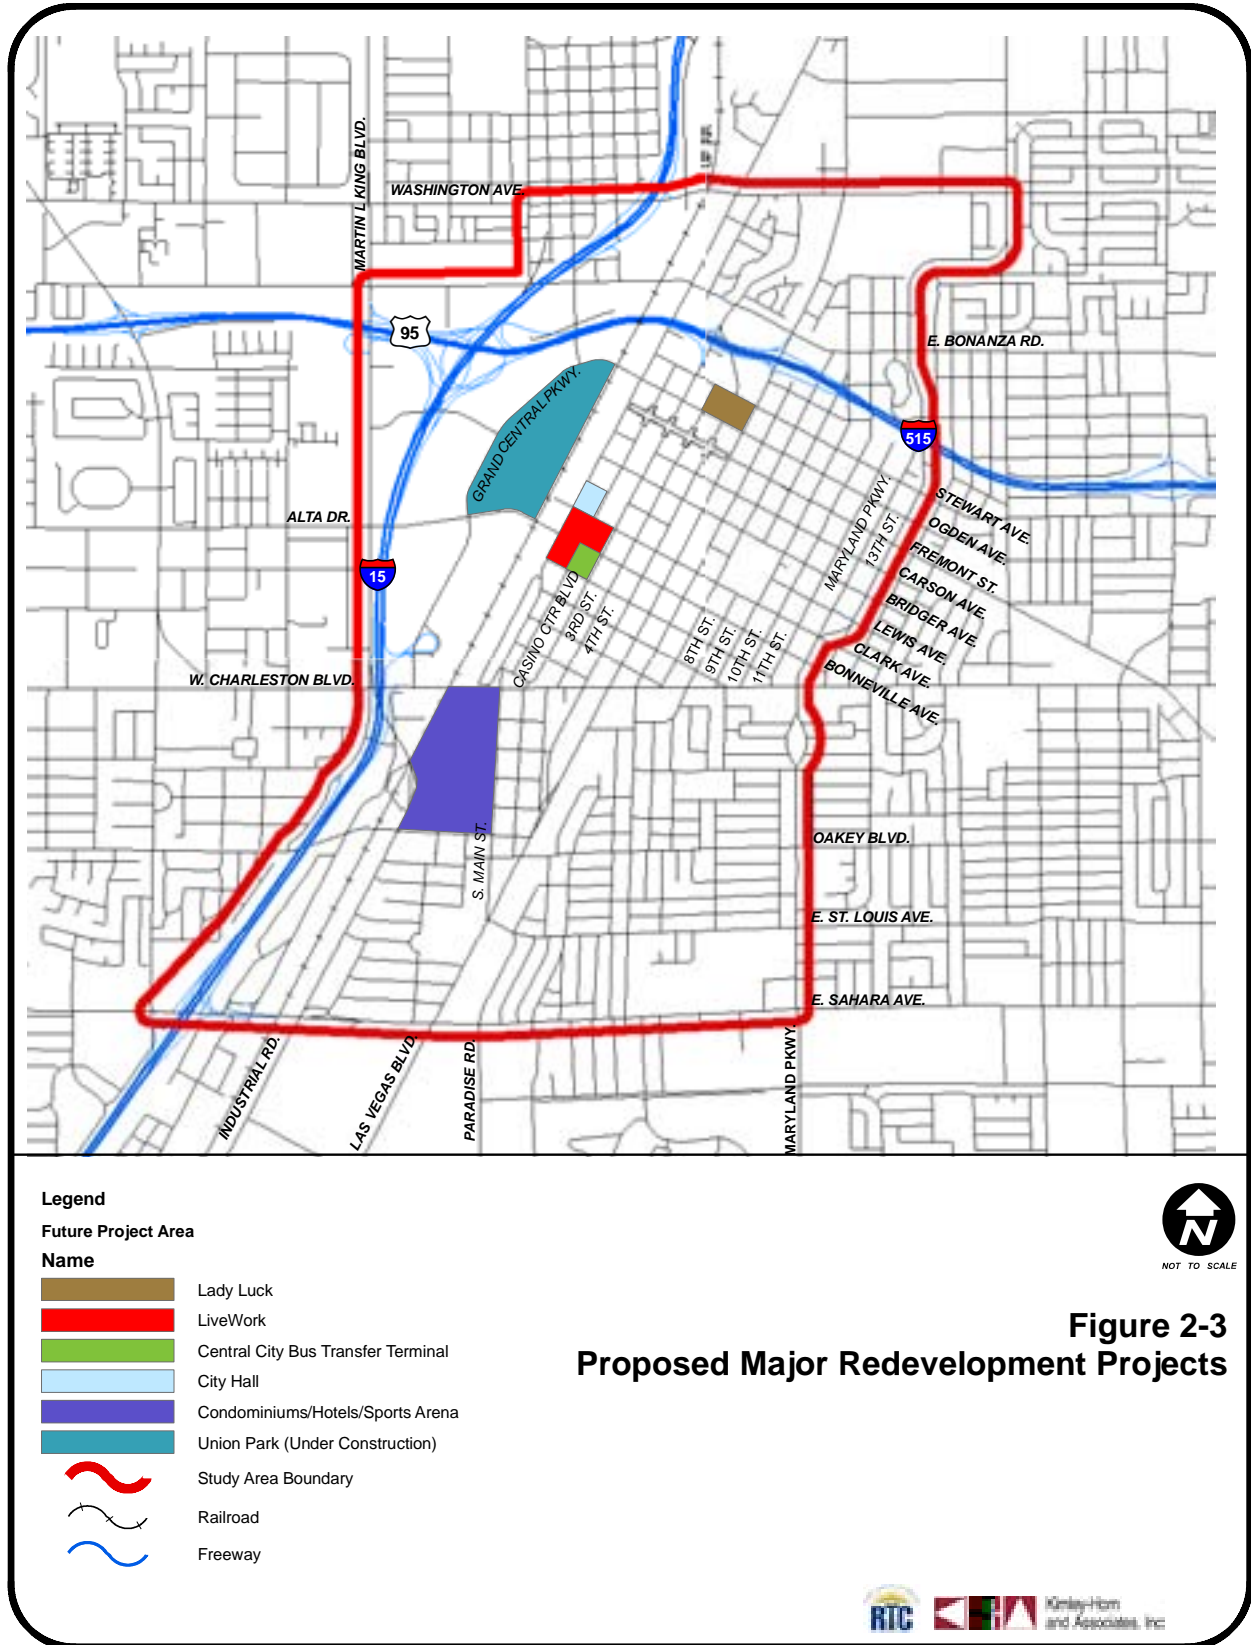 MARTIN L KING BLVD.
WASHINGTON AVE.
95
E. BONANZA RD.
GRAND CENTRAL PKWY.
515
ALTA DR.
15
MARYLAND PKWY.
13TH ST.
STEWART AVE.
OGDEN AVE.
FREMONT ST.
CARSON AVE.
BRIDGER AVE.
LEWIS AVE.
CLARK AVE.
BONNEVILLE AVE.
CASINO CTR BLVD
3RD ST.
4TH ST.
8TH ST.
9TH ST.
10TH ST.
11TH ST.
W. CHARLESTON BLVD.
S. MAIN ST.
OAKEY BLVD.
E. ST. LOUIS AVE.
E. SAHARA AVE.
INDUSTRIAL RD.
LAS VEGAS BLVD.
PARADISE RD.
MARYLAND PKWY.
Legend
Future Project Area
Name
Lady Luck
LiveWork
Central City Bus Transfer Terminal
City Hall
Condominiums/Hotels/Sports Arena
Union Park (Under Construction)
Study Area Boundary
Railroad
Freeway
N
NOT TO SCALE
Figure 2-3
Proposed Major Redevelopment Projects
RTC
Kimley-Horn
and Associates, Inc.